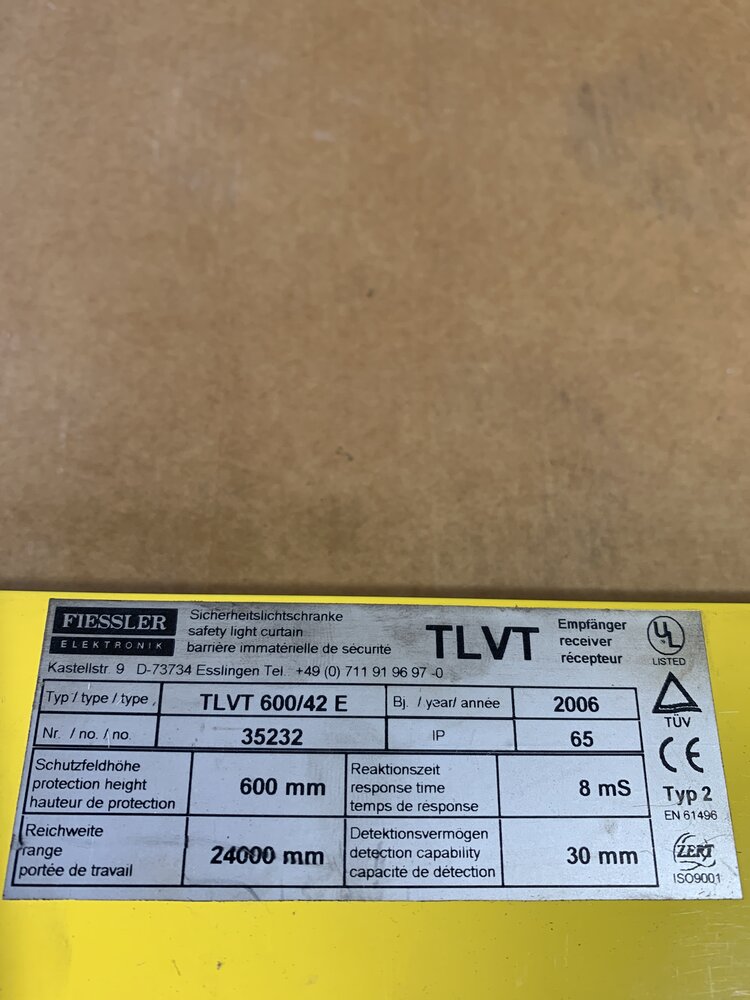 FIESSLER
ELEKTRONIK
Sicherheitslichtschranke
safety light curtain
barrière immatérielle de sécurité
TLVT
Empfänger
receiver
récepteur
UL
LISTED
Kastellstr. 9 D-73734 Esslingen Tel. +49 (0) 711 91 96 97 -0
Typ / type / type TLVT 600/42 E Bj. / year/ année 2006
TÜV
Nr. / no. / no. 35232 IP 65
CE
Schutzfeldhöhe
protection height
hauteur de protection
600 mm
Reaktionszeit
response time
temps de réponse
8 mS
Typ 2
EN 61496
Reichweite
range
portée de travail
24000 mm
Detektionsvermögen
detection capability
capacité de détection
30 mm
ZERT
ISO9001